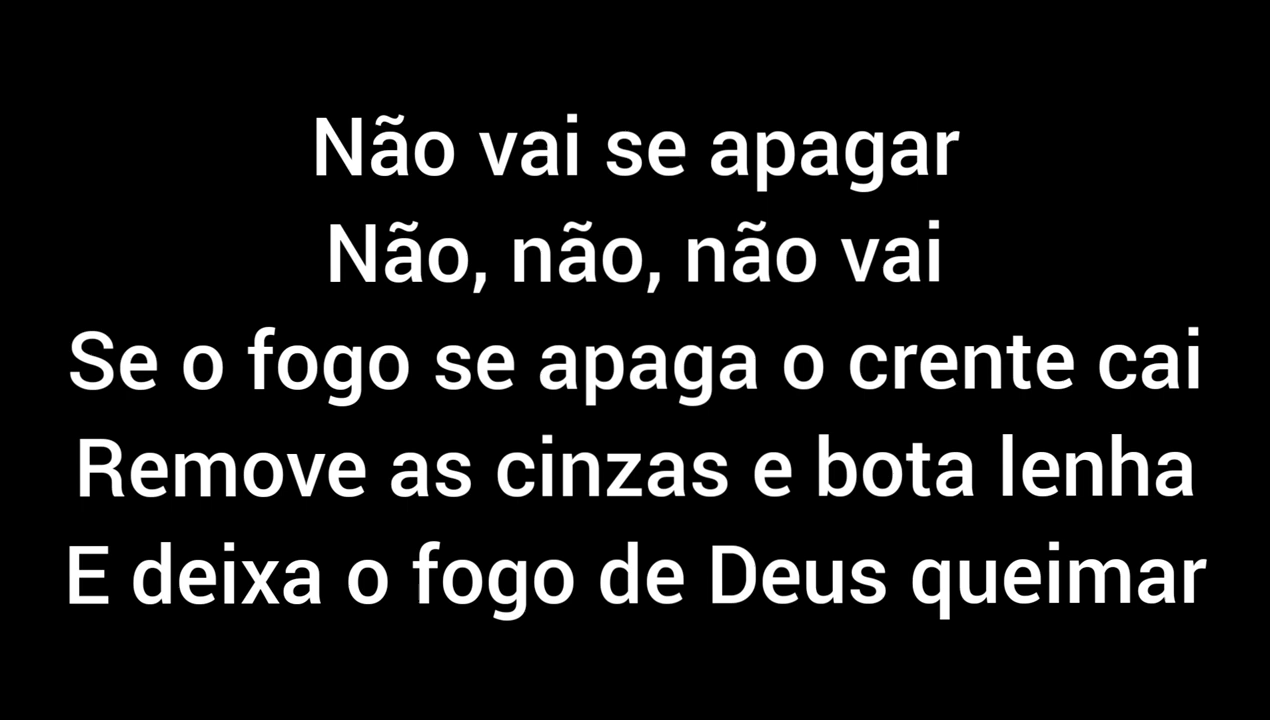 Não vai se apagar
Não, não, não vai
Se o fogo se apaga o crente cai
Remove as cinzas e bota lenha
E deixa o fogo de Deus queimar